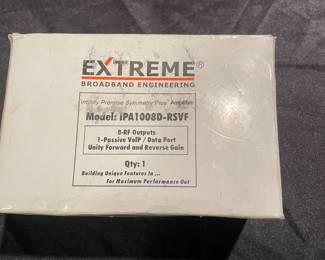 EXTREME®
BROADBAND ENGINEERING
Infinity Premise Symmetry Plus Amplifier
Model: IPA1008D-RSVF
8-RF Outputs
1-Passive VoIP / Data Port
Unity Forward and Reverse Gain
Qty: 1
Building Unique Features In ...
For Maximum Performance Out